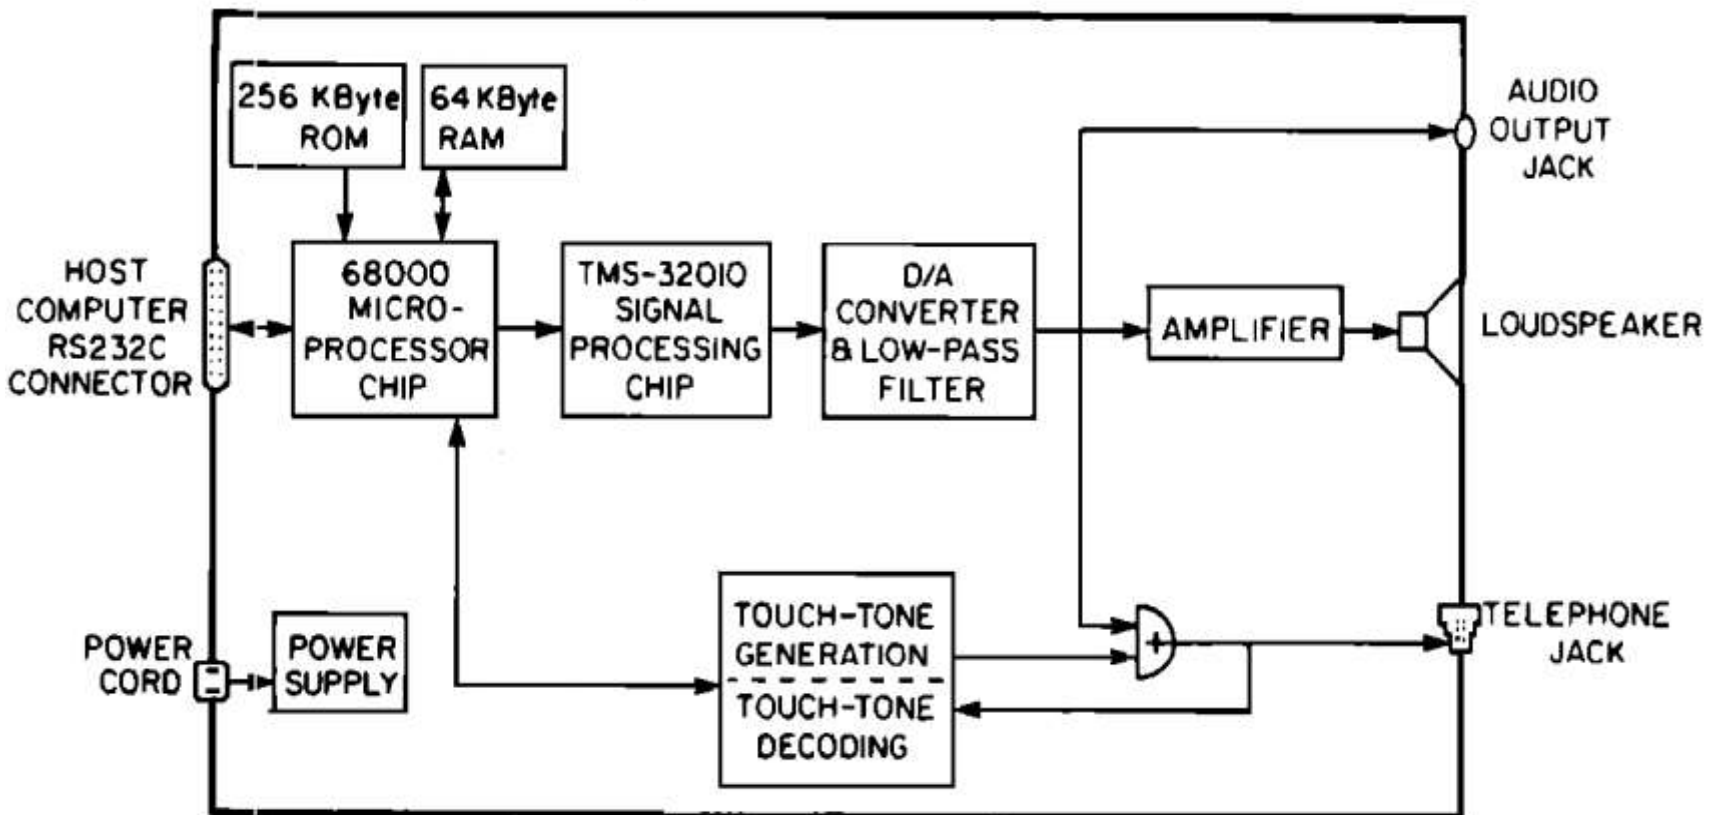 256 KByte
ROM
64 KByte
RAM
AUDIO
OUTPUT
JACK
HOST
COMPUTER
RS232C
CONNECTOR
68000
MICRO-
PROCESSOR
CHIP
TMS-32010
SIGNAL
PROCESSING
CHIP
D/A
CONVERTER
& LOW-PASS
FILTER
AMPLIFIER
LOUDSPEAKER
POWER
CORD
POWER
SUPPLY
TOUCH-TONE
GENERATION
TOUCH-TONE
DECODING
+
TELEPHONE
JACK